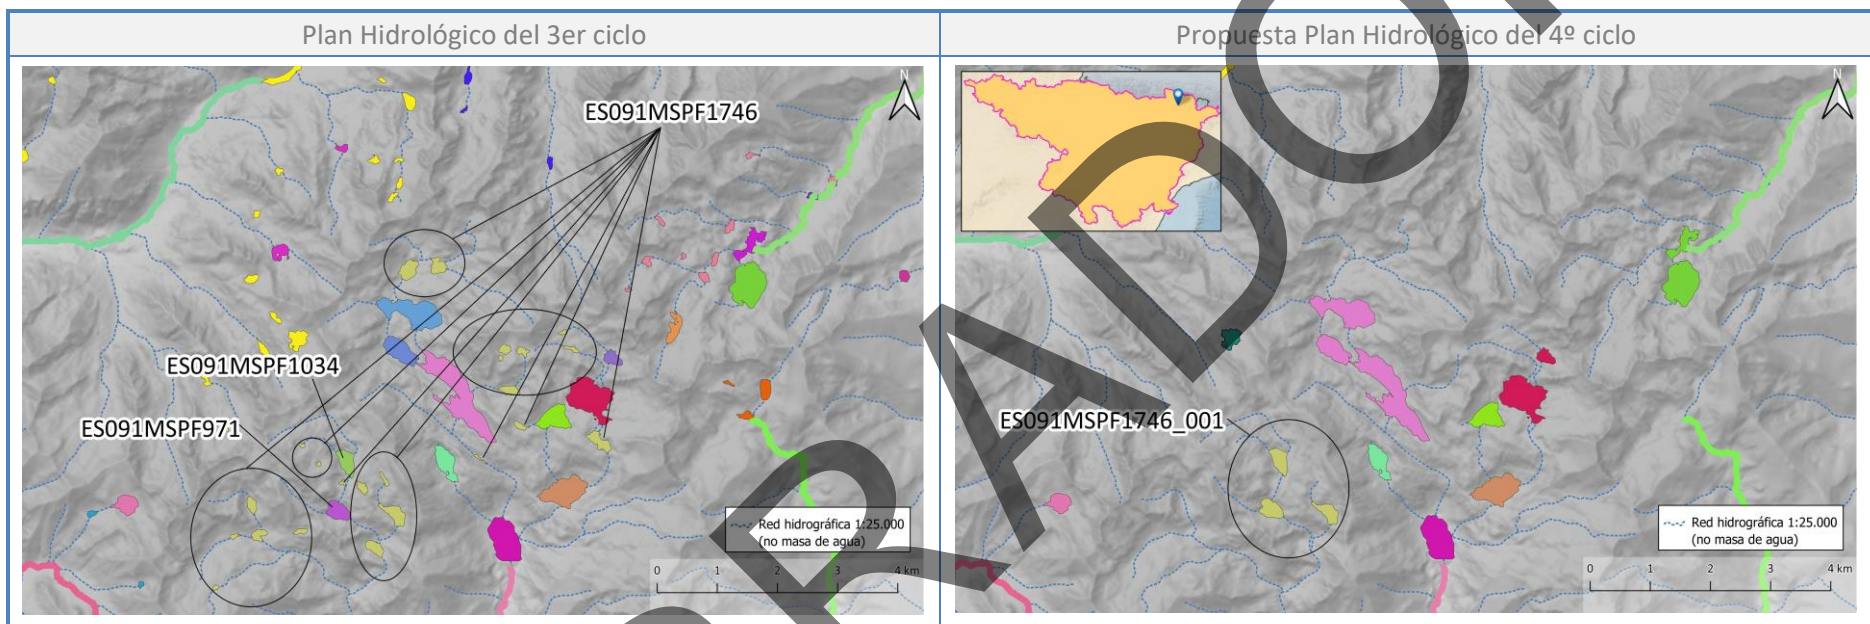 Plan Hidrológico del 3er ciclo
Propuesta Plan Hidrológico del 4º ciclo
N
ES091MSPF1746
ES091MSPF1034
ES091MSPF971
Red hidrográfica 1:25.000
(no masa de agua)
0 1 2 3 4 km
N
ES091MSPF1746_001
Red hidrográfica 1:25.000
(no masa de agua)
0 1 2 3 4 km